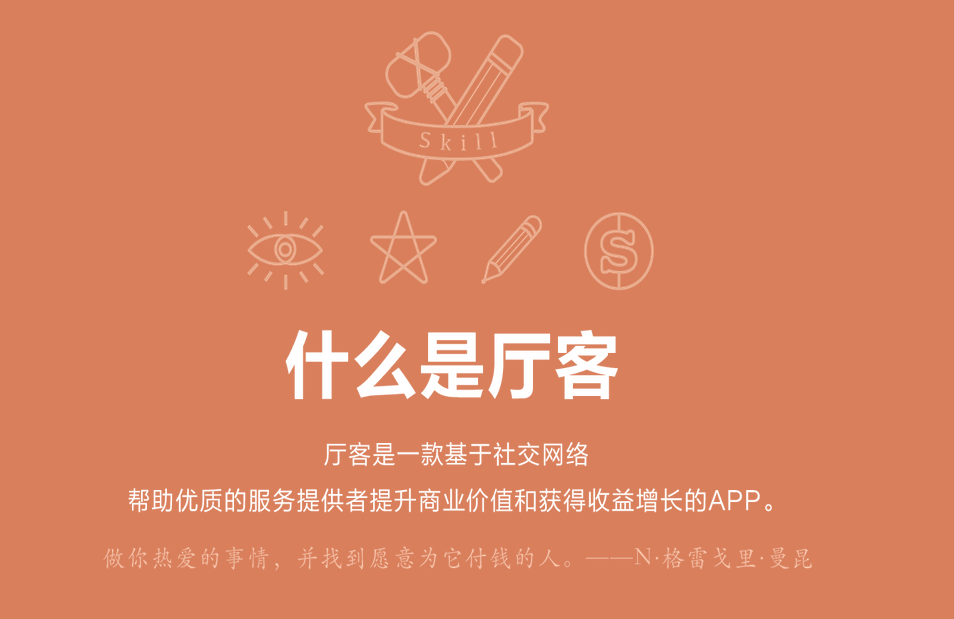 Skill
什么是厅客
厅客是一款基于社交网络
帮助优质的服务提供者提升商业价值和获得收益增长的APP。
做你热爱的事情，并找到愿意为它付钱的人。——N·格雷戈里·曼昆